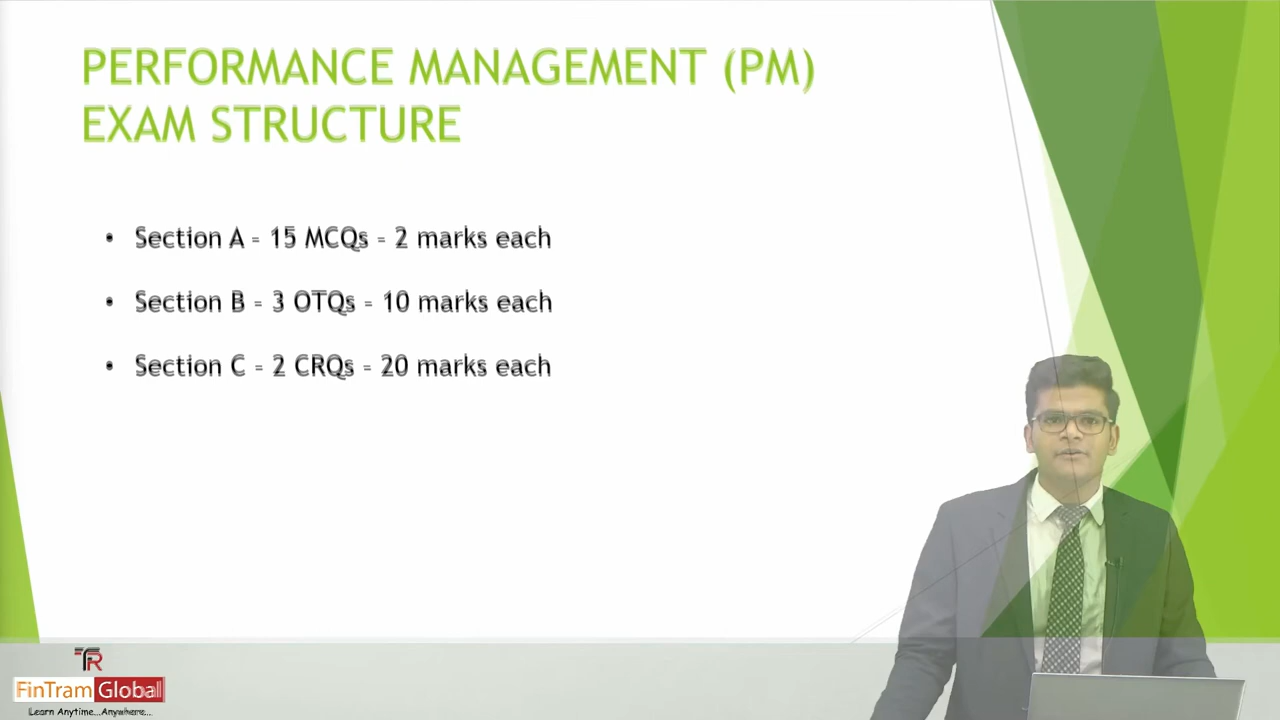 PERFORMANCE MANAGEMENT (PM)
EXAM STRUCTURE
• Section A - 15 MCQs - 2 marks each
• Section B - 3 OTQs - 10 marks each
• Section C - 2 CRQs - 20 marks each
TR
FinTram Global
Learn Anytime...Anywhere...